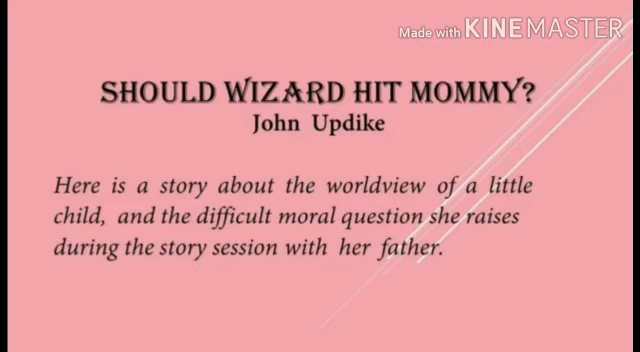 Made with KINEMASTER
SHOULD WIZARD HIT MOMMY?
John Updike
Here is a story about the worldview of a little
child, and the difficult moral question she raises
during the story session with her father.